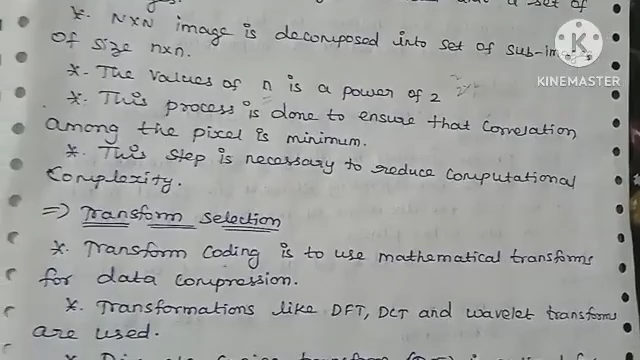 a set of
*. NXN image is decomposed into set of sub-images
of size nxn.
*. The values of n is a power of 2
*. This process is done to ensure that correlation
among the pixel is minimum.
*. This step is necessary to reduce computational
complexity.
=> Transform selection
*. Transform coding is to use mathematical transforms
for data compression.
*. Transformations like DFT, DCT and wavelet transforms
are used.
KINEMASTER